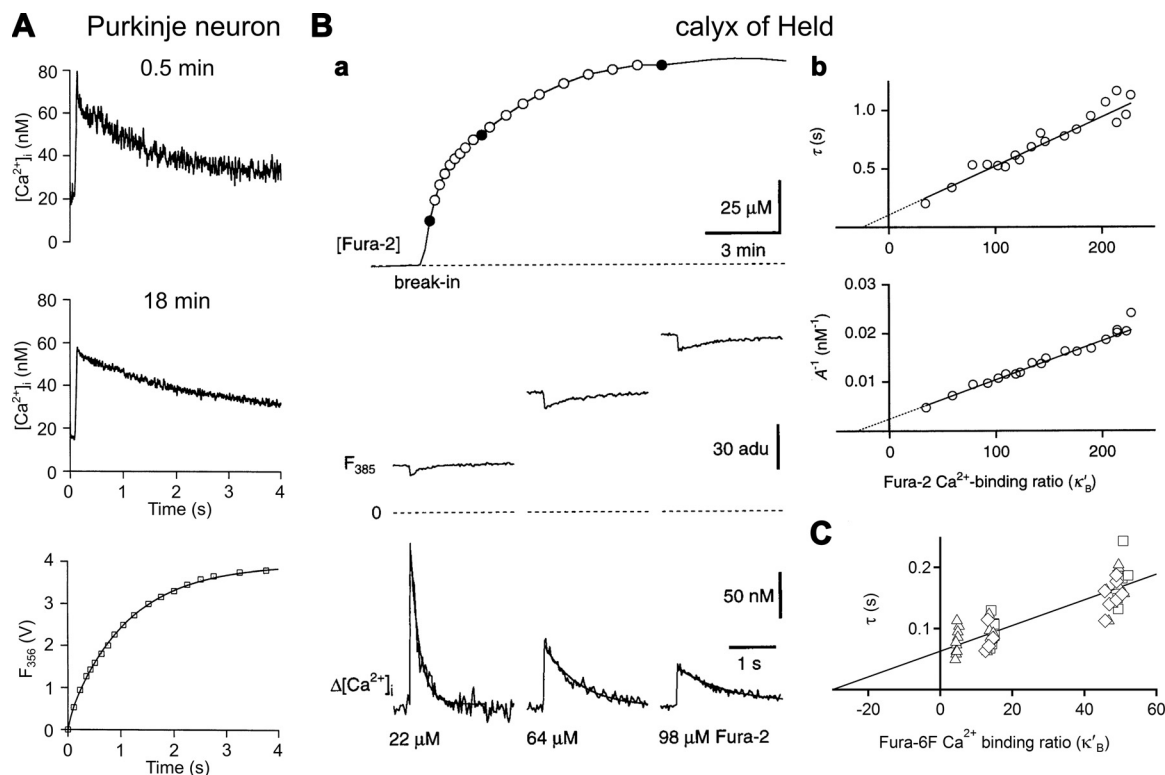 A Purkinje neuron
0.5 min
80
60
40
20
0
[Ca²⁺]ᵢ (nM)
18 min
80
60
40
20
0
[Ca²⁺]ᵢ (nM)
0 1 2 3 4
Time (s)
4
3
2
1
0
F₃₅₆ (V)
0 1 2 3 4
Time (s)
B calyx of Held
a
[Fura-2]
break-in
25 µM
3 min
F₃₈₅
0
30 adu
50 nM
1 s
Δ[Ca²⁺]ᵢ
22 µM 64 µM 98 µM Fura-2
b
1.0
0.5
τ (s)
0 100 200
0.03
0.02
0.01
A⁻¹ (nM⁻¹)
0 100 200
Fura-2 Ca²⁺-binding ratio (κ′B)
C
0.2
0.1
τ (s)
-20 0 20 40 60
Fura-6F Ca²⁺ binding ratio (κ′B)